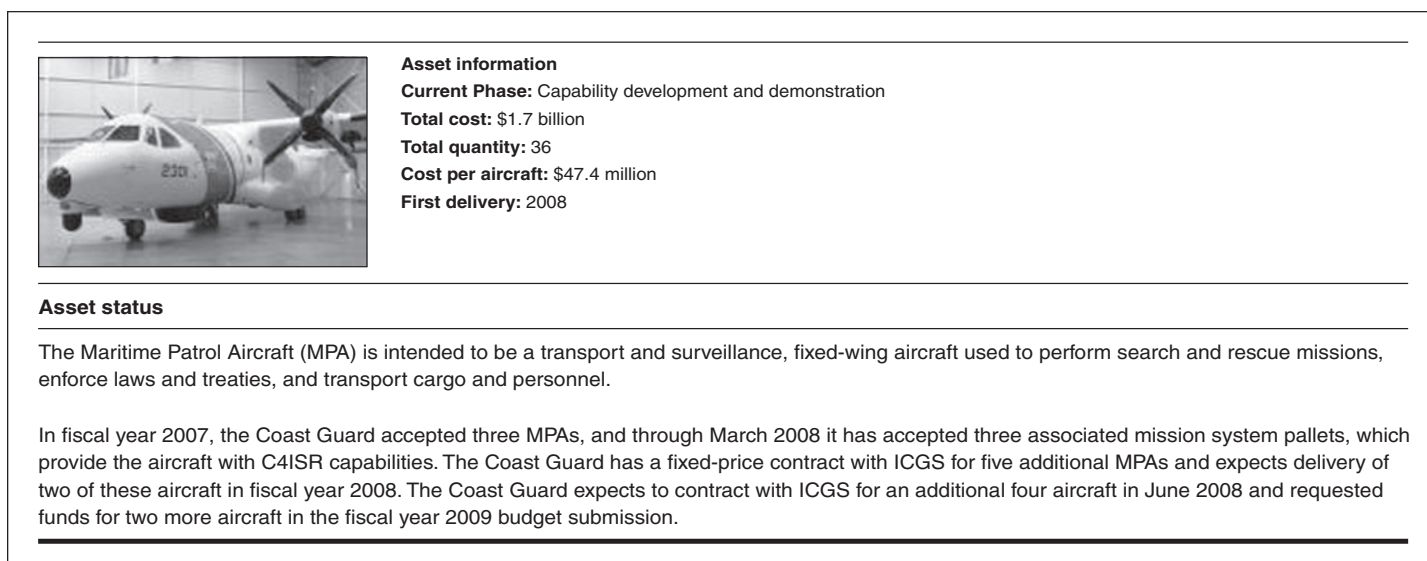 Asset information
Current Phase: Capability development and demonstration
Total cost: $1.7 billion
Total quantity: 36
Cost per aircraft: $47.4 million
First delivery: 2008
2301
Asset status
The Maritime Patrol Aircraft (MPA) is intended to be a transport and surveillance, fixed-wing aircraft used to perform search and rescue missions,
enforce laws and treaties, and transport cargo and personnel.
In fiscal year 2007, the Coast Guard accepted three MPAs, and through March 2008 it has accepted three associated mission system pallets, which
provide the aircraft with C4ISR capabilities. The Coast Guard has a fixed-price contract with ICGS for five additional MPAs and expects delivery of
two of these aircraft in fiscal year 2008. The Coast Guard expects to contract with ICGS for an additional four aircraft in June 2008 and requested
funds for two more aircraft in the fiscal year 2009 budget submission.